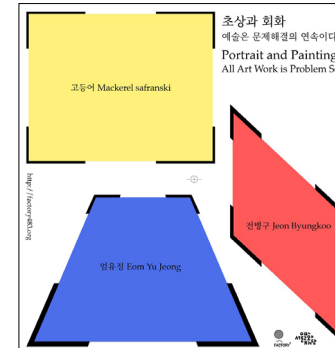 초상과 회화
예술은 문제해결의 연속이다
Portrait and Painting
All Art Work is Problem S
고등어 Mackerel safranski
전병구 Jeon Byungkoo
엄유정 Eom Yu Jeong
http://factory483.org
FACTORY